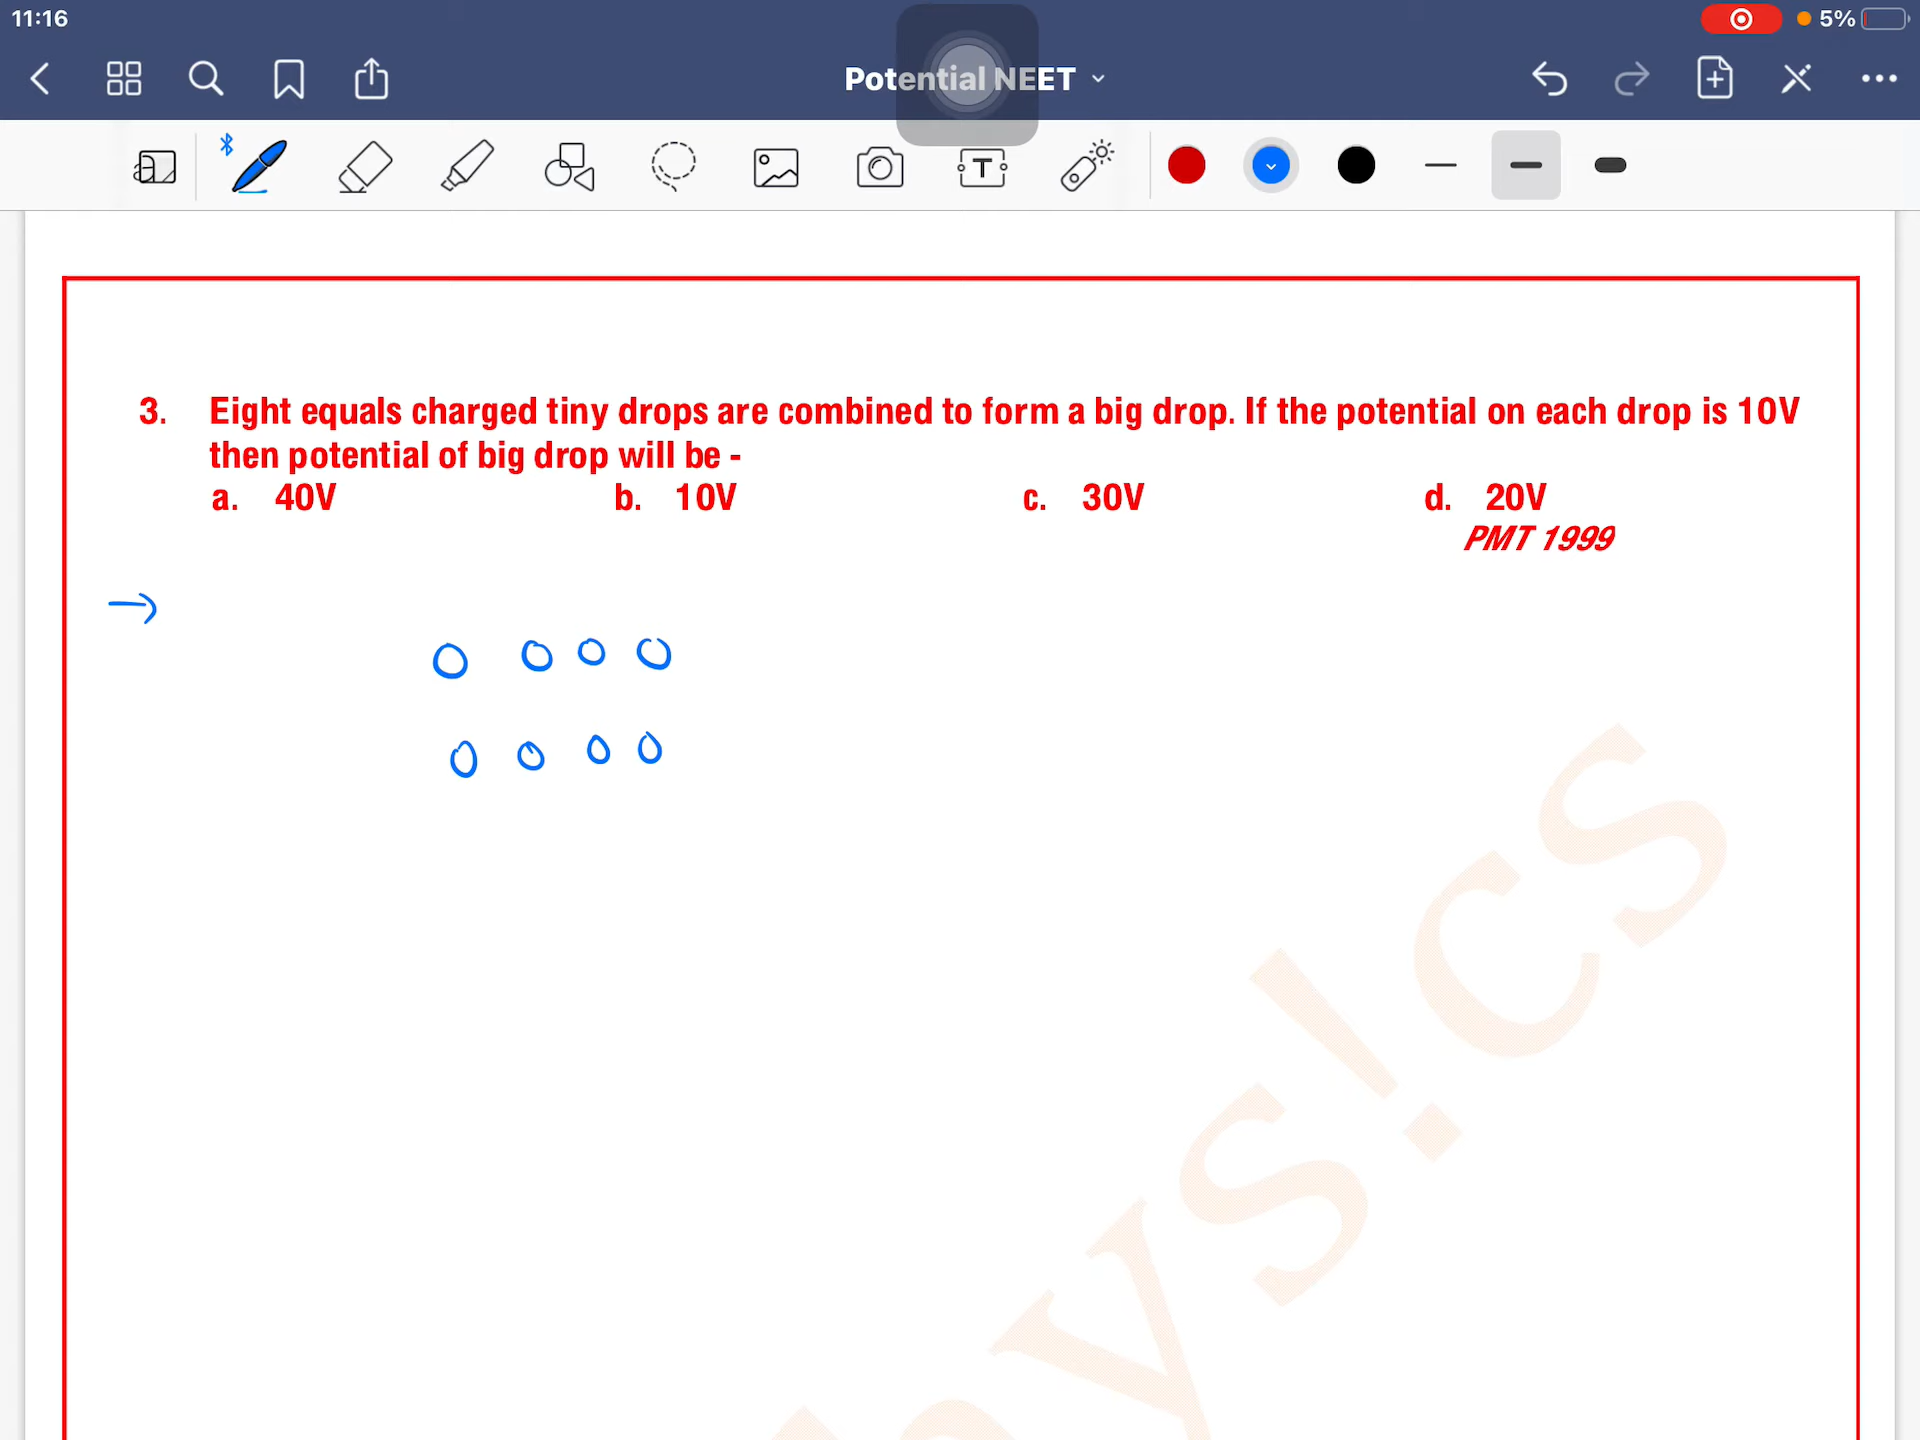 11:16
5%
Potential NEET
a
T
3. Eight equals charged tiny drops are combined to form a big drop. If the potential on each drop is 10V
then potential of big drop will be -
a. 40V b. 10V c. 30V d. 20V
PMT 1999
ays!cs